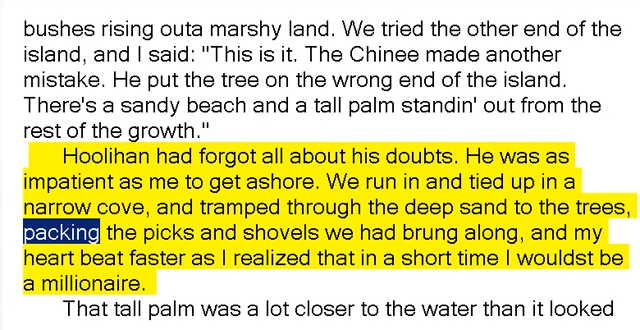 bushes rising outa marshy land. We tried the other end of the
island, and I said: "This is it. The Chinee made another
mistake. He put the tree on the wrong end of the island.
There's a sandy beach and a tall palm standin' out from the
rest of the growth."
Hoolihan had forgot all about his doubts. He was as
impatient as me to get ashore. We run in and tied up in a
narrow cove, and tramped through the deep sand to the trees,
packing the picks and shovels we had brung along, and my
heart beat faster as I realized that in a short time I wouldst be
a millionaire.
That tall palm was a lot closer to the water than it looked